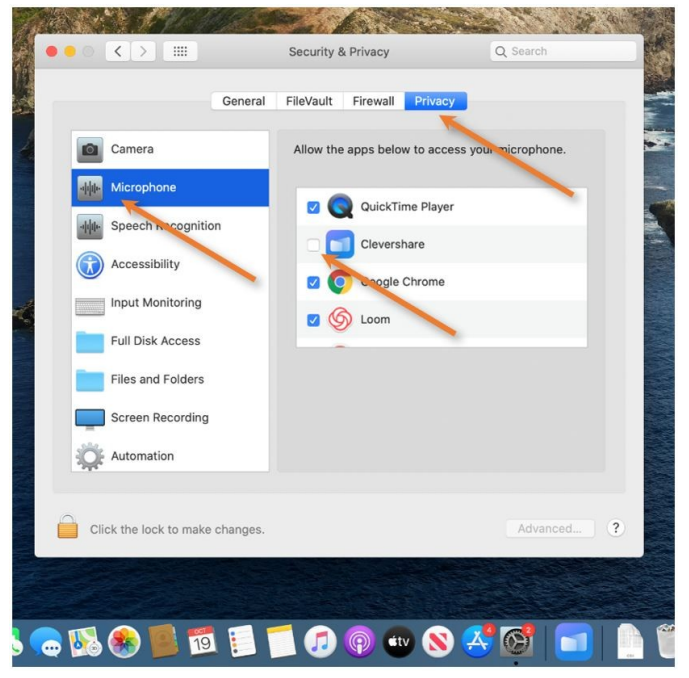 Security & Privacy
Search
General FileVault Firewall Privacy
Camera
Microphone
Speech Recognition
Accessibility
Input Monitoring
Full Disk Access
Files and Folders
Screen Recording
Automation
Allow the apps below to access your microphone.
QuickTime Player
Clevershare
Google Chrome
Loom
Click the lock to make changes.
Advanced...
?
OCT
19
tv
4
2